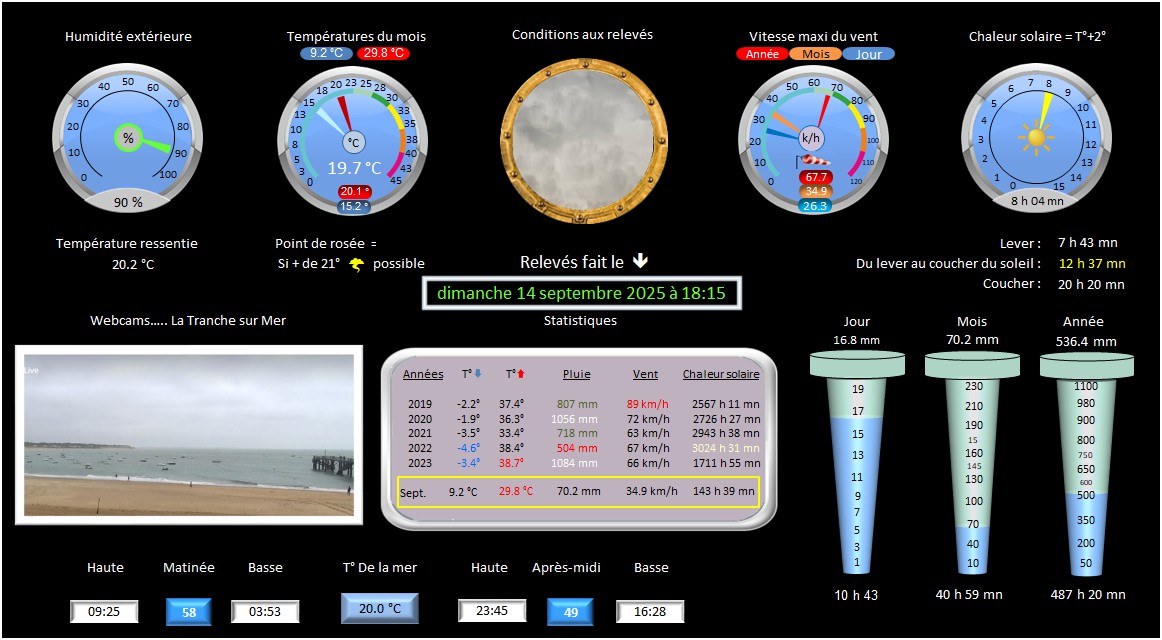 Humidité extérieure
Températures du mois
9.2 °C 29.8 °C
Conditions aux relevés
Vitesse maxi du vent
Année Mois Jour
Chaleur solaire = T°+2°
0 10 20 30 40 50 60 70 80 90 100
%
90 %
0 3 5 8 10 13 15 18 20 23 25 28 30 33 35 38 40 43 45
°C
19.7 °C
20.1 °
15.2 °
0 10 20 30 40 50 60 70 80 90 100 110 120
k/h
67.7
34.9
26.3
0 1 2 3 4 5 6 7 8 9 10 11 12 13 14 15
8 h 04 mn
Température ressentie
20.2 °C
Point de rosée =
Si + de 21° possible
Relevés fait le
dimanche 14 septembre 2025 à 18:15
Lever : 7 h 43 mn
Du lever au coucher du soleil : 12 h 37 mn
Coucher : 20 h 20 mn
Webcams..... La Tranche sur Mer
Live
Statistiques
Années T° T° Pluie Vent Chaleur solaire
2019 -2.2° 37.4° 807 mm 89 km/h 2567 h 11 mn
2020 -1.9° 36.3° 1056 mm 72 km/h 2726 h 27 mn
2021 -3.5° 33.4° 718 mm 63 km/h 2943 h 38 mn
2022 -4.6° 38.4° 504 mm 67 km/h 3024 h 31 mn
2023 -3.4° 38.7° 1084 mm 66 km/h 1711 h 55 mn
Sept. 9.2 °C 29.8 °C 70.2 mm 34.9 km/h 143 h 39 mn
Jour
16.8 mm
19
17
15
13
11
9
7
5
3
1
10 h 43
Mois
70.2 mm
230
210
190
15
160
145
130
100
70
40
10
40 h 59 mn
Année
536.4 mm
1100
980
900
800
750
650
600
500
350
200
50
487 h 20 mn
Haute Matinée Basse
09:25 58 03:53
T° De la mer
20.0 °C
Haute Après-midi Basse
23:45 49 16:28